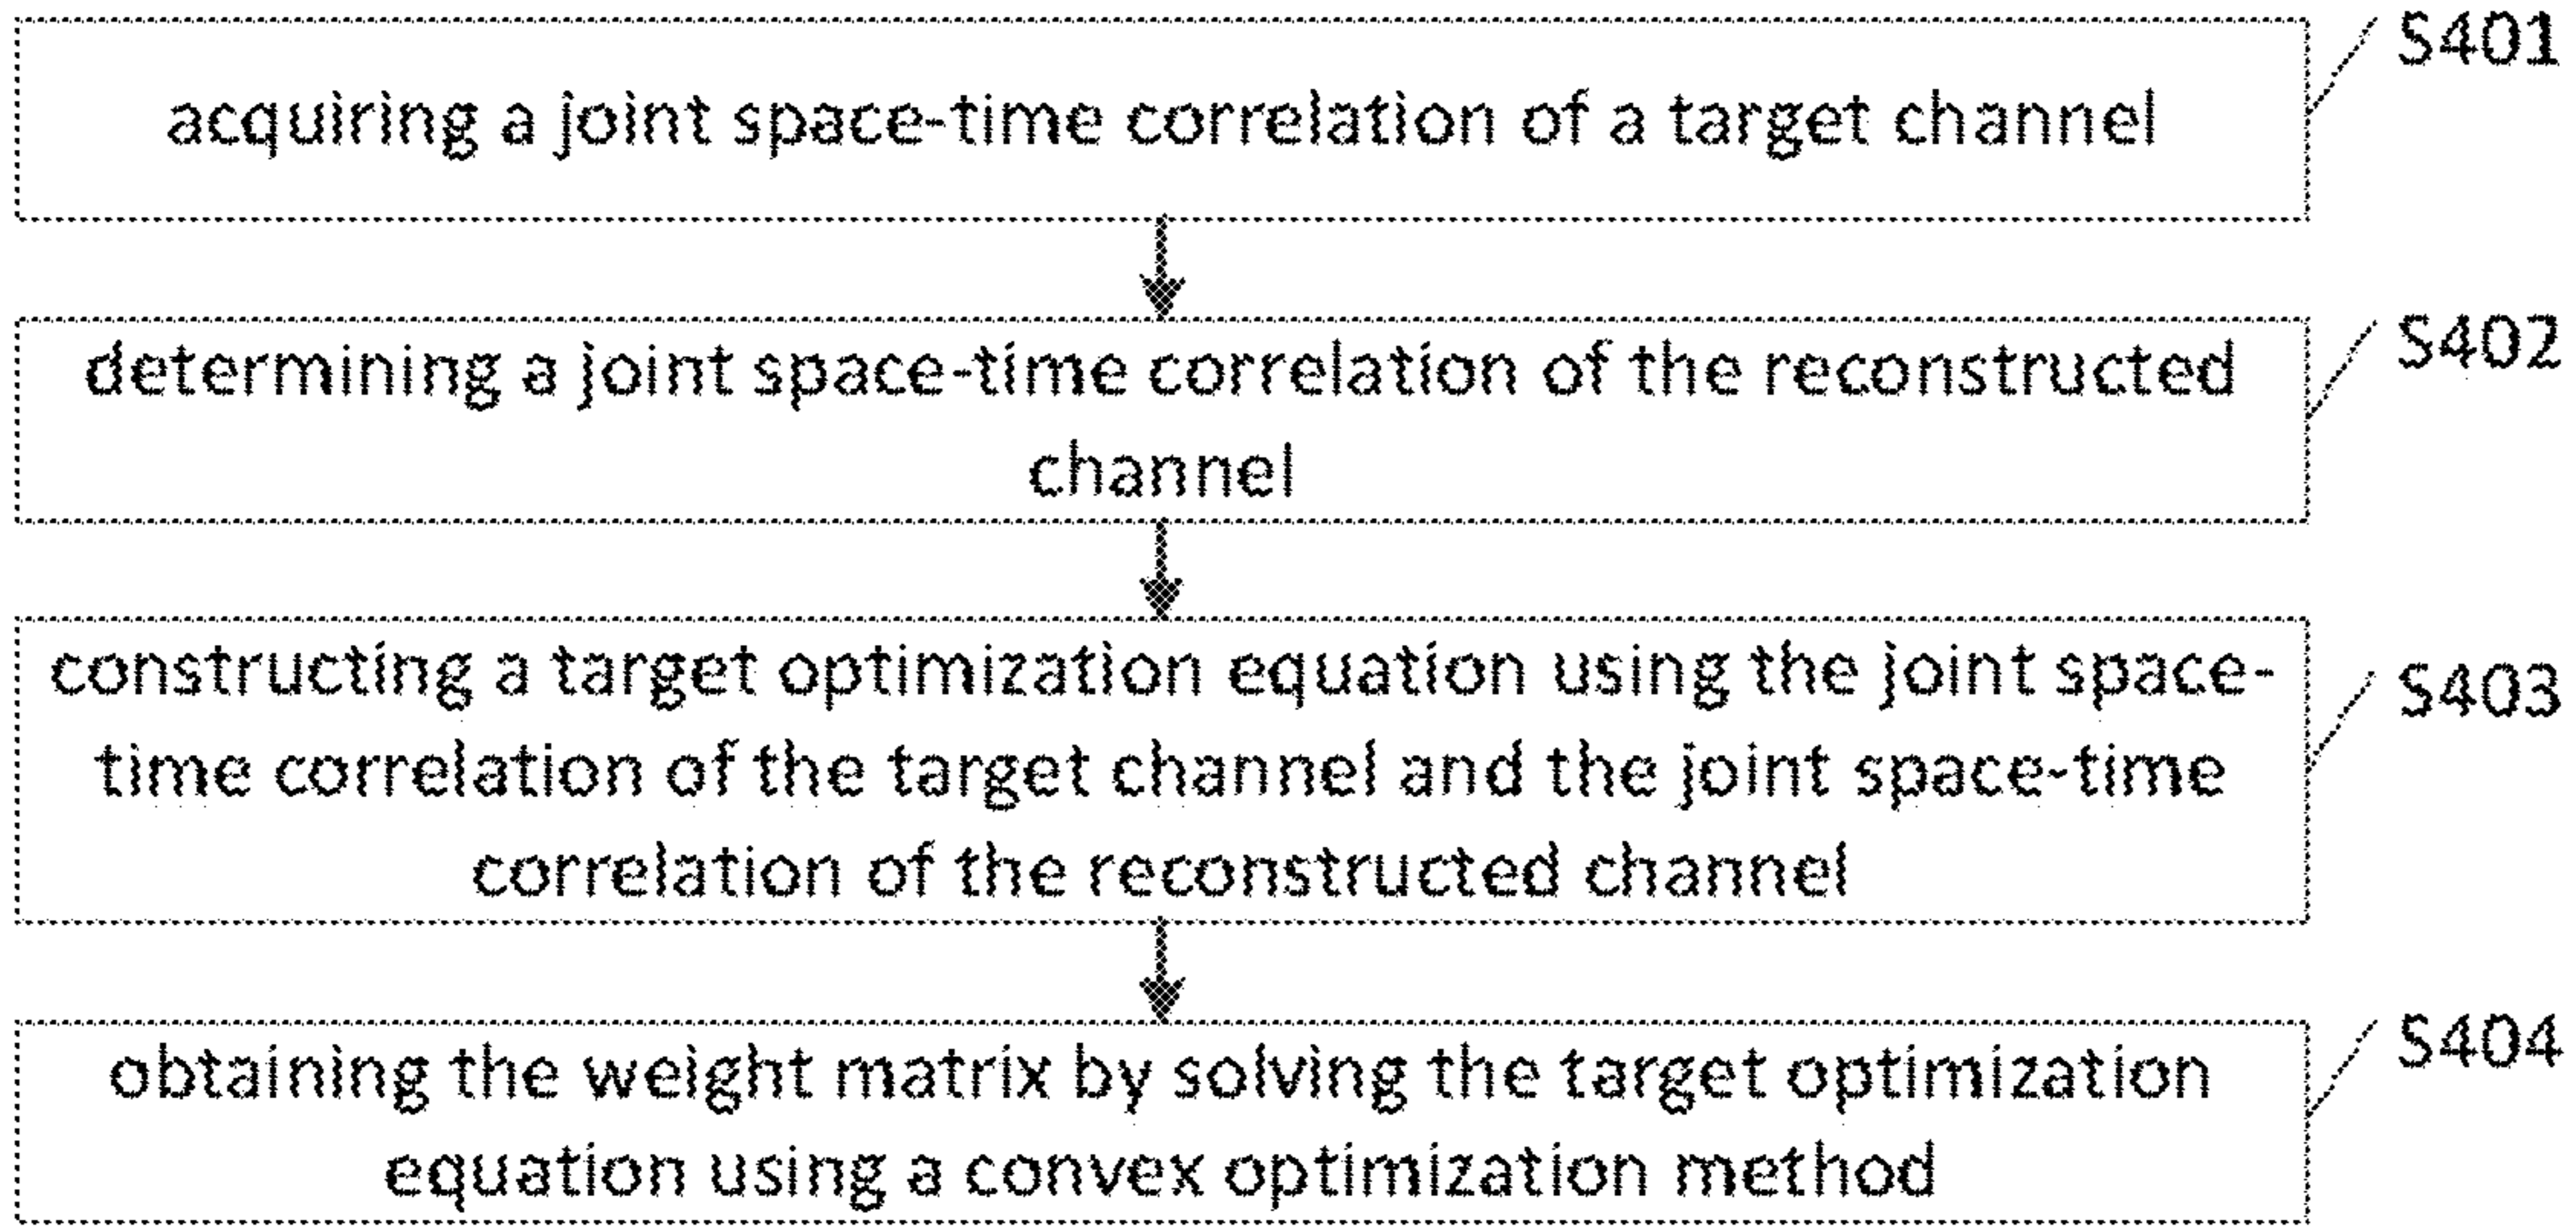 S401
acquiring a joint space-time correlation of a target channel
S402
determining a joint space-time correlation of the reconstructed
channel
S403
constructing a target optimization equation using the joint space-
time correlation of the target channel and the joint space-time
correlation of the reconstructed channel
S404
obtaining the weight matrix by solving the target optimization
equation using a convex optimization method